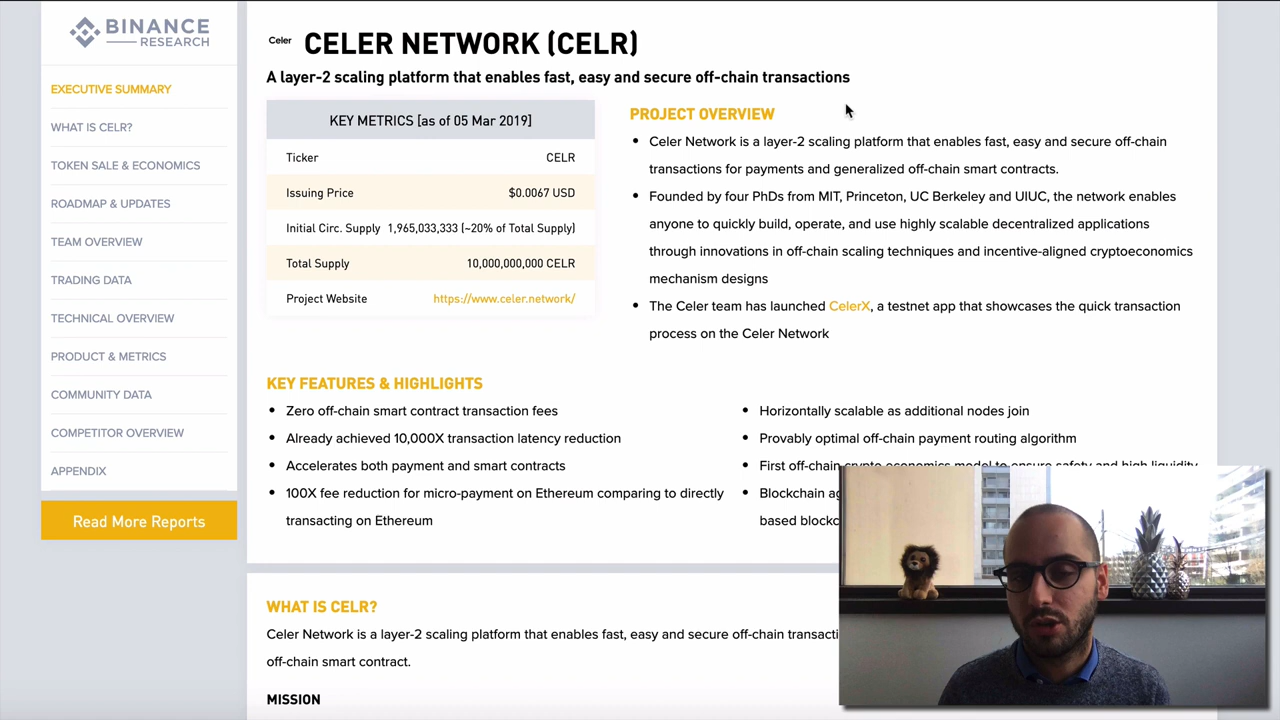 BINANCE
RESEARCH
EXECUTIVE SUMMARY
WHAT IS CELR?
TOKEN SALE & ECONOMICS
ROADMAP & UPDATES
TEAM OVERVIEW
TRADING DATA
TECHNICAL OVERVIEW
PRODUCT & METRICS
COMMUNITY DATA
COMPETITOR OVERVIEW
APPENDIX
Read More Reports
Celer CELER NETWORK (CELR)
A layer-2 scaling platform that enables fast, easy and secure off-chain transactions
KEY METRICS [as of 05 Mar 2019]
Ticker CELR
Issuing Price $0.0067 USD
Initial Circ. Supply 1,965,033,333 (~20% of Total Supply)
Total Supply 10,000,000,000 CELR
Project Website https://www.celer.network/
PROJECT OVERVIEW
• Celer Network is a layer-2 scaling platform that enables fast, easy and secure off-chain
transactions for payments and generalized off-chain smart contracts.
• Founded by four PhDs from MIT, Princeton, UC Berkeley and UIUC, the network enables
anyone to quickly build, operate, and use highly scalable decentralized applications
through innovations in off-chain scaling techniques and incentive-aligned cryptoeconomics
mechanism designs
• The Celer team has launched CelerX, a testnet app that showcases the quick transaction
process on the Celer Network
KEY FEATURES & HIGHLIGHTS
• Zero off-chain smart contract transaction fees
• Already achieved 10,000X transaction latency reduction
• Accelerates both payment and smart contracts
• 100X fee reduction for micro-payment on Ethereum comparing to directly
transacting on Ethereum
• Horizontally scalable as additional nodes join
• Provably optimal off-chain payment routing algorithm
• First off-chain crypto economics model to ensure safety and high liquidity
• Blockchain
based
WHAT IS CELR?
Celer Network is a layer-2 scaling platform that enables fast, easy and secure off-chain
off-chain smart contract.
MISSION